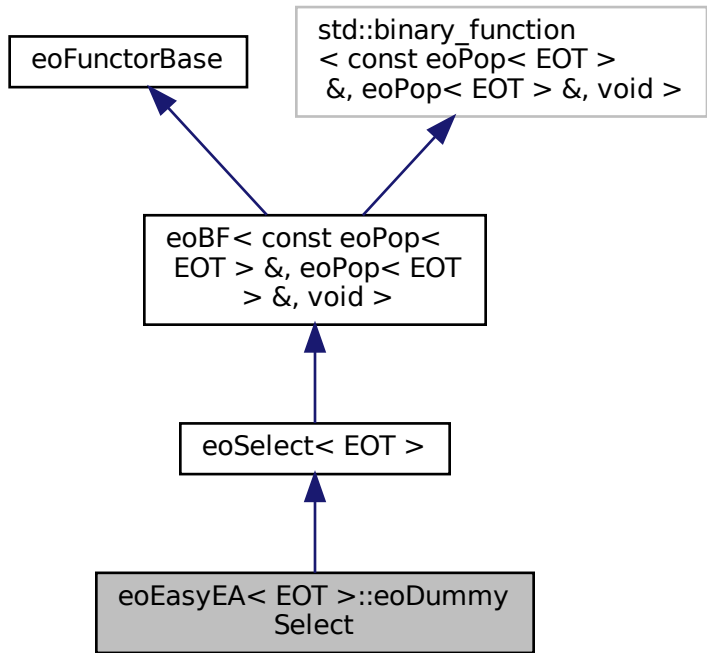 eoFunctorBase
std::binary_function
< const eoPop< EOT >
&, eoPop< EOT > &, void >
eoBF< const eoPop<
EOT > &, eoPop< EOT
> &, void >
eoSelect< EOT >
eoEasyEA< EOT >::eoDummy
Select